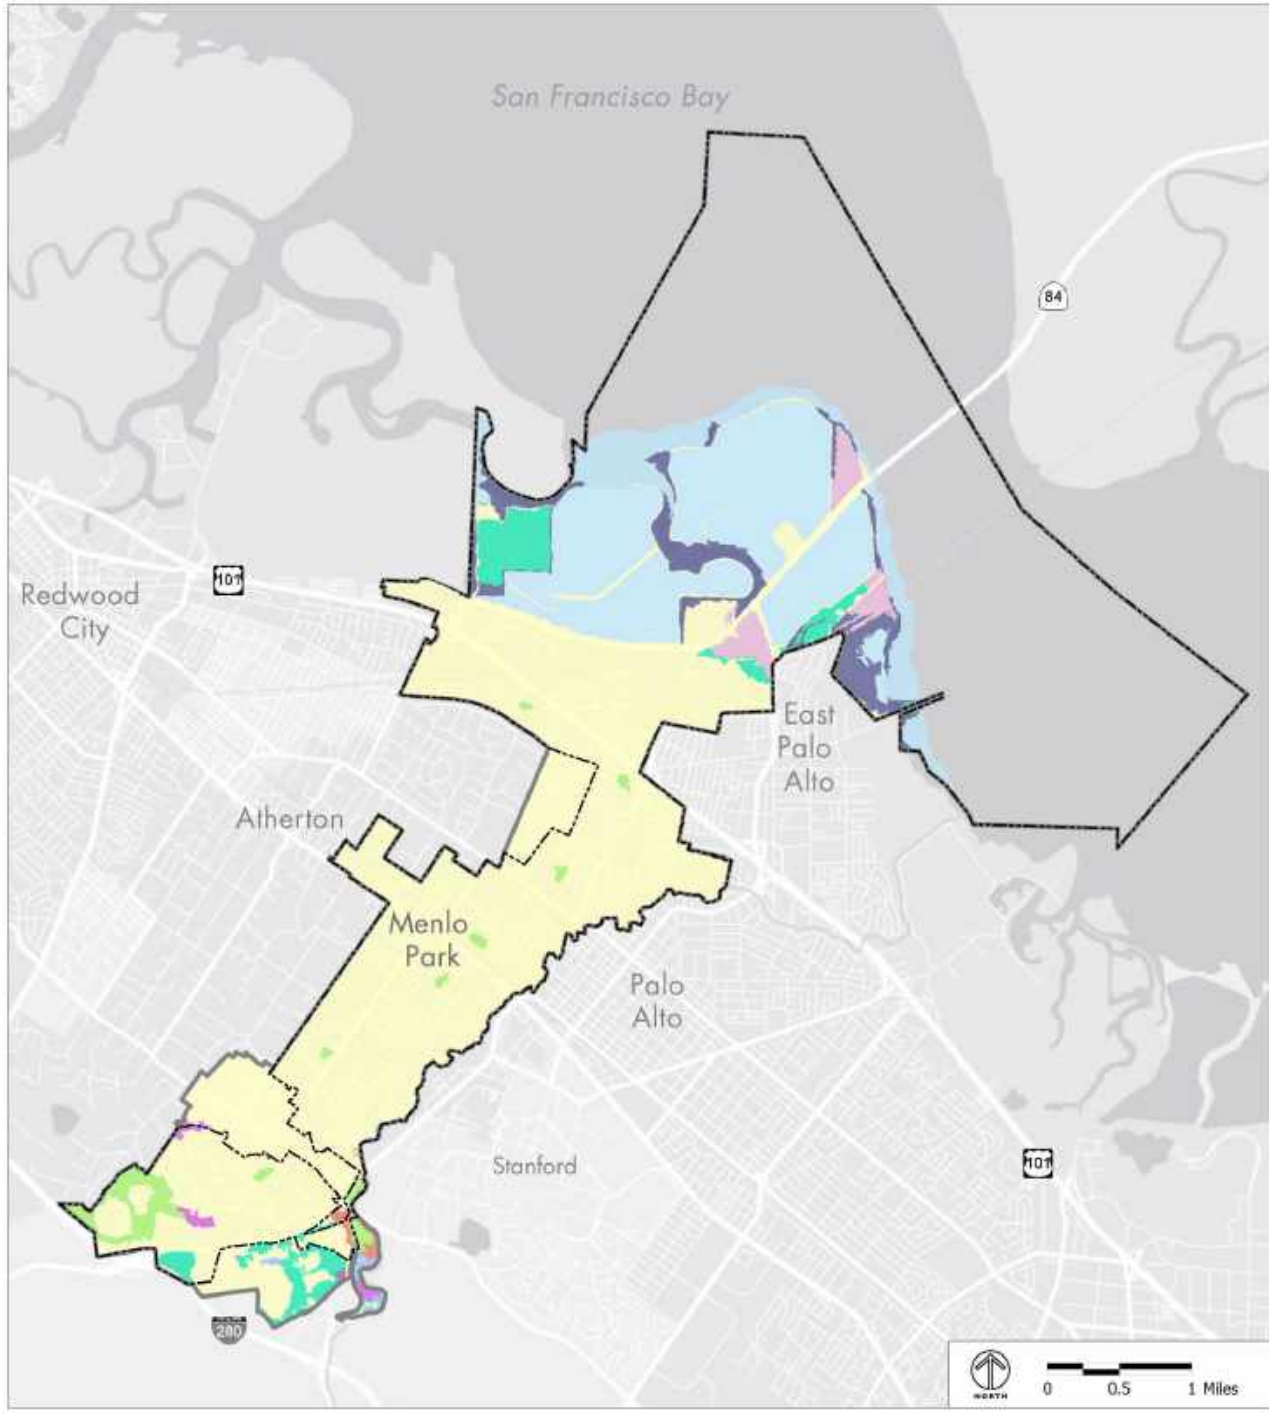 San Francisco Bay
84
101
Redwood
City
East
Palo
Alto
Atherton
Menlo
Park
Palo
Alto
101
Stanford
280
NORTH
0 0.5 1 Miles